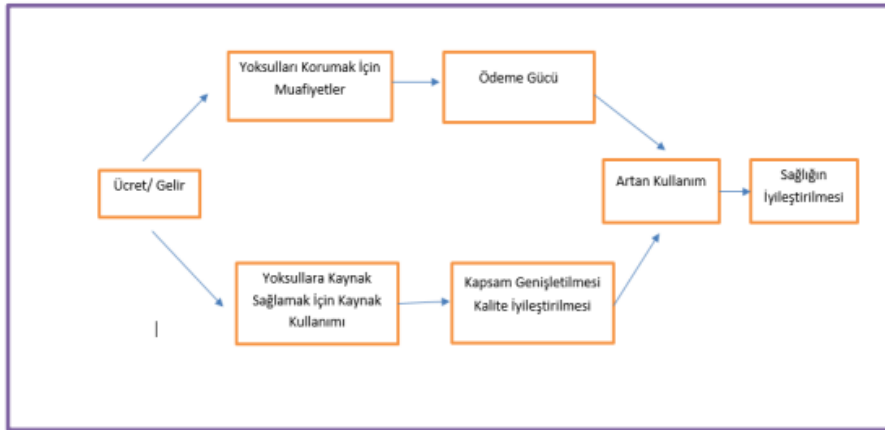 Yoksulları Korumak İçin
Muafiyetler
Ödeme Gücü
Ücret/ Gelir
Artan Kullanım
Sağlığın
İyileştirilmesi
Yoksullara Kaynak
Sağlamak İçin Kaynak
Kullanımı
Kapsam Genişletilmesi
Kalite İyileştirilmesi